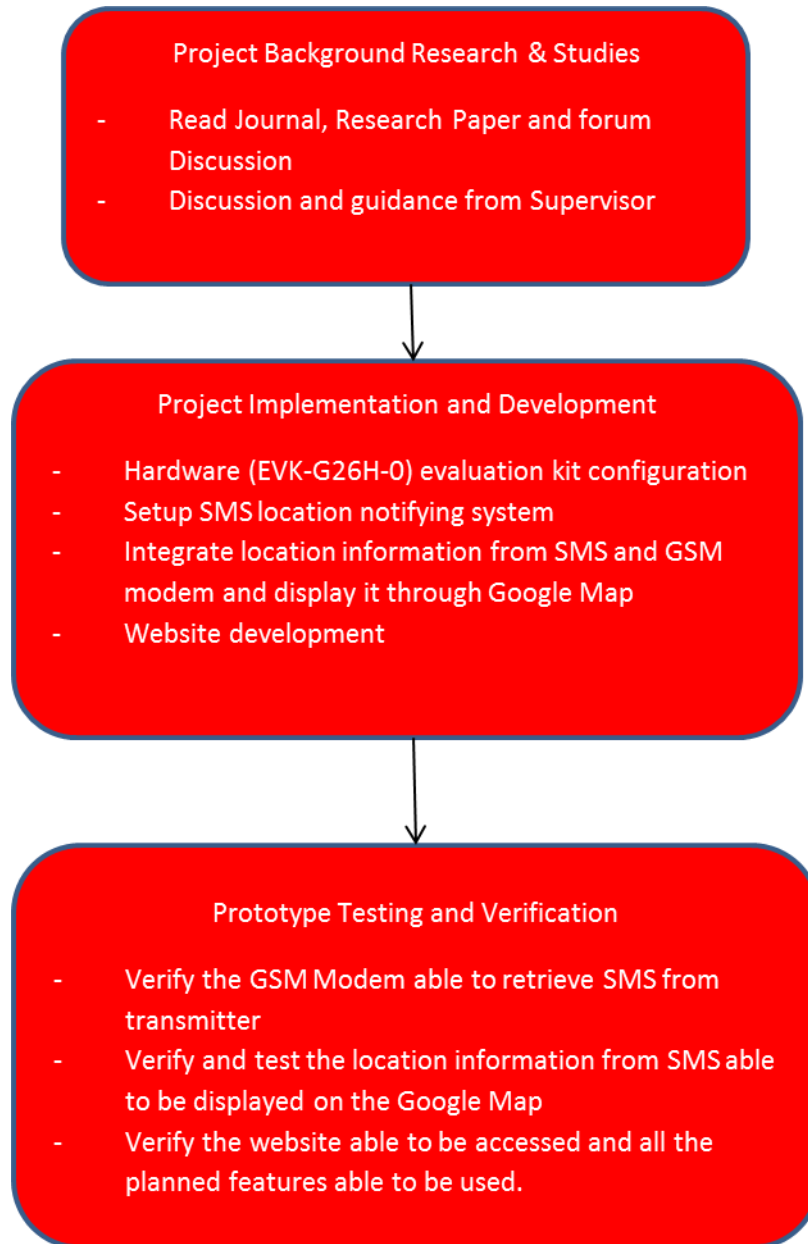 Project Background Research & Studies
- Read Journal, Research Paper and forum
Discussion
- Discussion and guidance from Supervisor
Project Implementation and Development
- Hardware (EVK-G26H-0) evaluation kit configuration
- Setup SMS location notifying system
- Integrate location information from SMS and GSM
modem and display it through Google Map
- Website development
Prototype Testing and Verification
- Verify the GSM Modem able to retrieve SMS from
transmitter
- Verify and test the location information from SMS able
to be displayed on the Google Map
- Verify the website able to be accessed and all the
planned features able to be used.